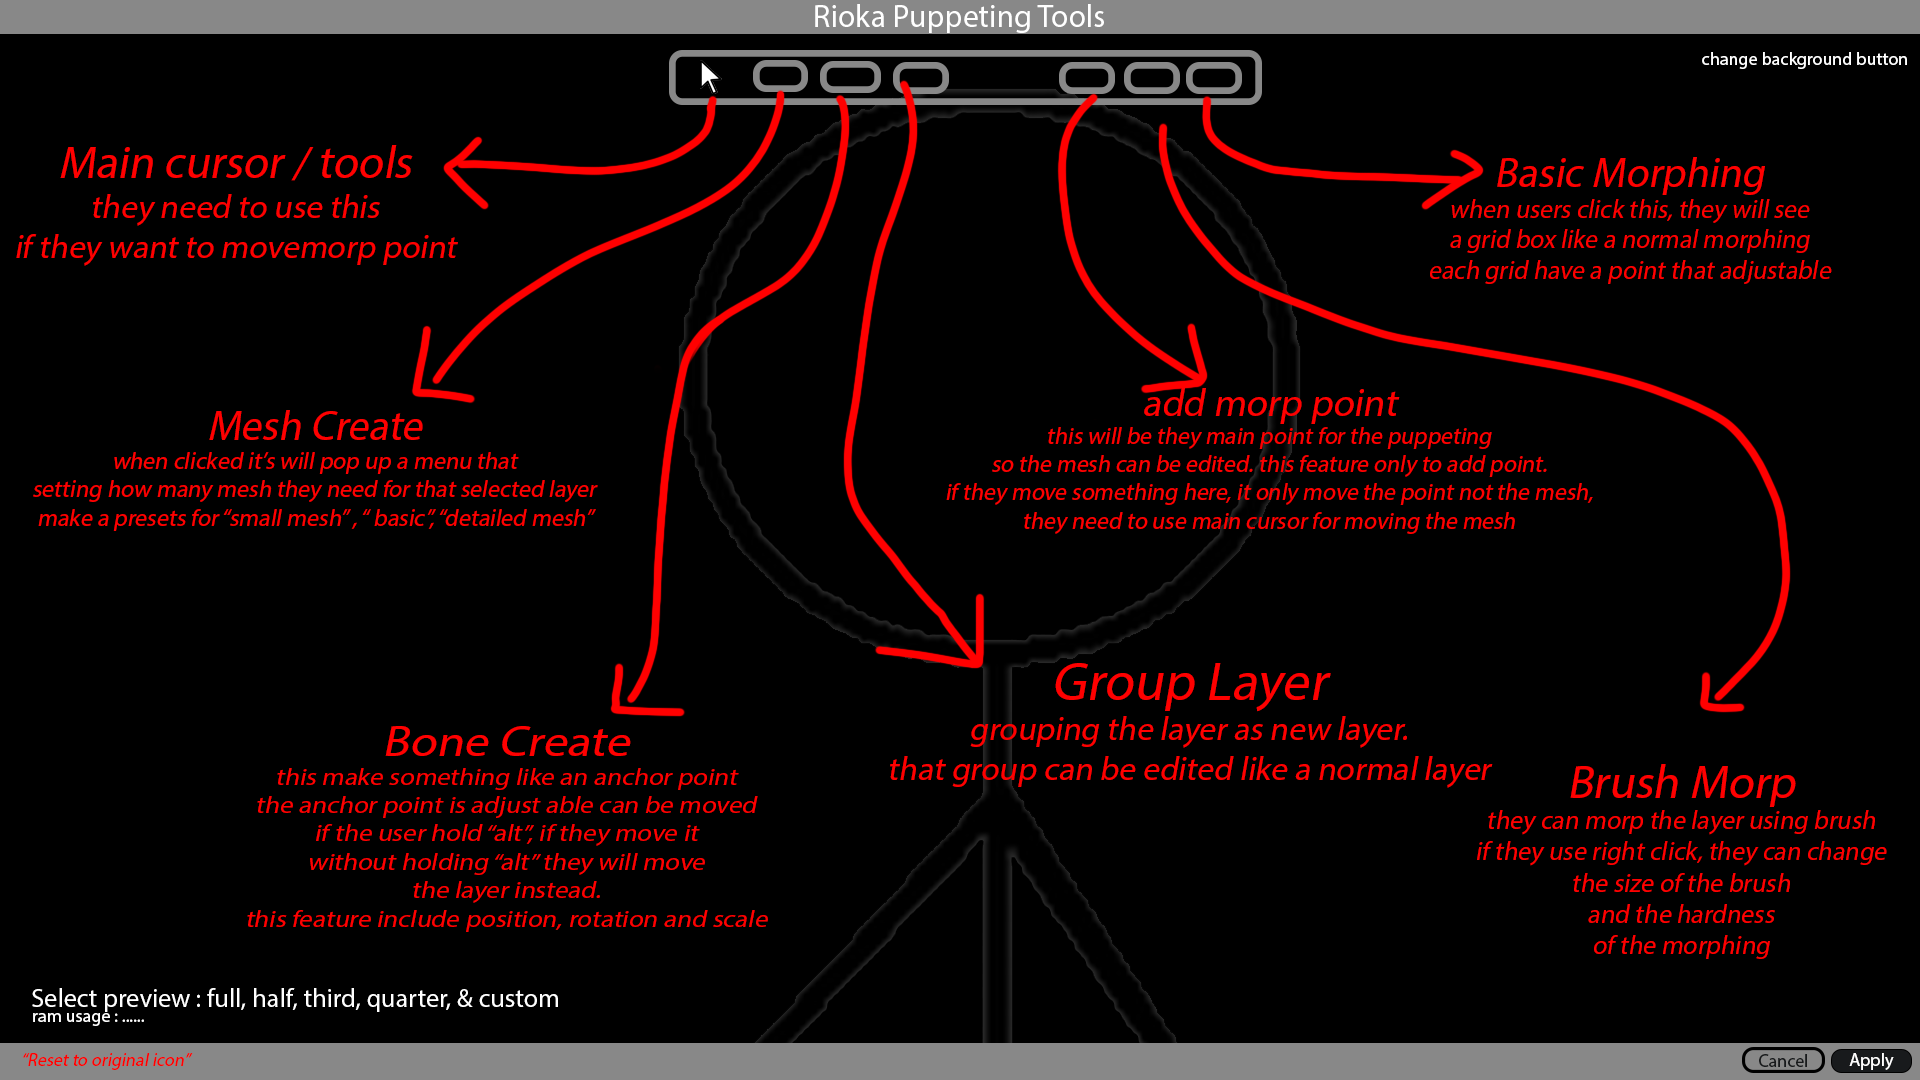 Rioka Puppeting Tools
change background button
Main cursor / tools
they need to use this
if they want to movemorp point
Basic Morphing
when users click this, they will see
a grid box like a normal morphing
each grid have a point that adjustable
Mesh Create
when clicked it's will pop up a menu that
setting how many mesh they need for that selected layer
make a presets for "small mesh" , " basic", "detailed mesh"
add morp point
this will be they main point for the puppeting
so the mesh can be edited. this feature only to add point.
if they move something here, it only move the point not the mesh,
they need to use main cursor for moving the mesh
Group Layer
grouping the layer as new layer.
that group can be edited like a normal layer
Bone Create
this make something like an anchor point
the anchor point is adjust able can be moved
if the user hold "alt", if they move it
without holding "alt" they will move
the layer instead.
this feature include position, rotation and scale
Brush Morp
they can morp the layer using brush
if they use right click, they can change
the size of the brush
and the hardness
of the morphing
Select preview : full, half, third, quarter, & custom
ram usage : ......
"Reset to original icon"
Cancel
Apply